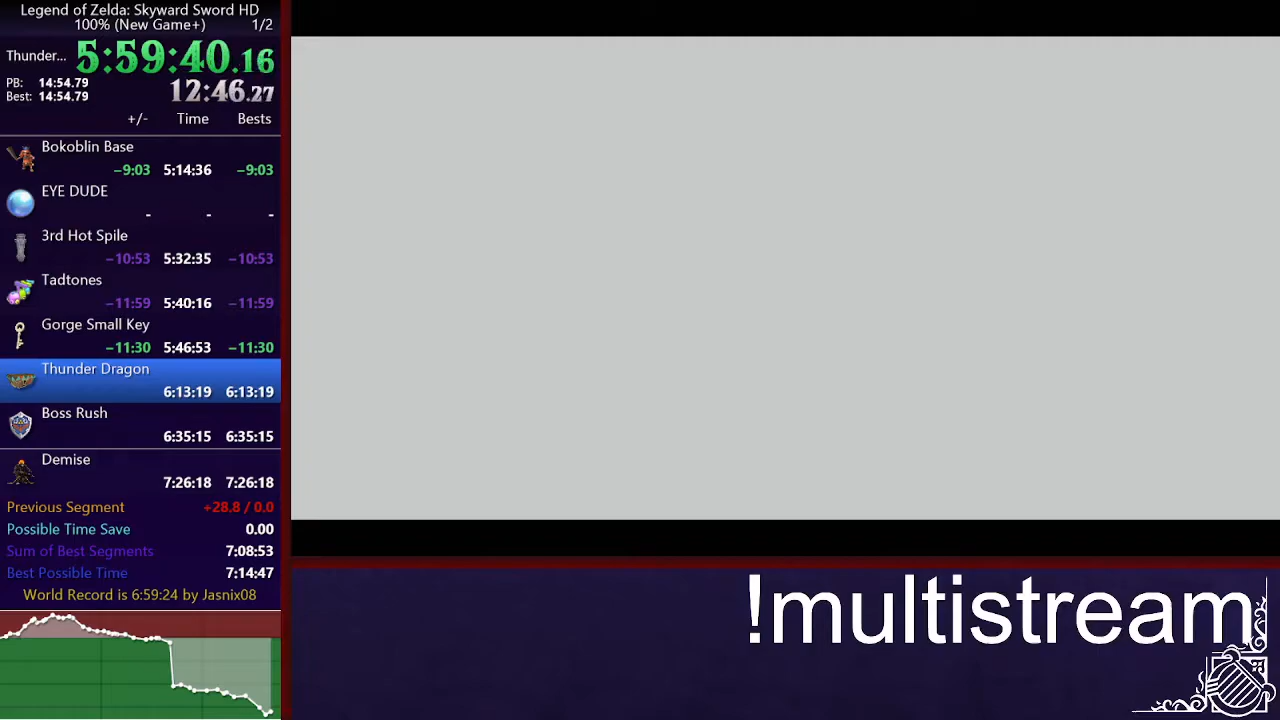 Legend of Zelda: Skyward Sword HD
100% (New Game+) 1/2
Thunder... 5:59:40.16
PB: 14:54.79
Best: 14:54.79
12:46.27
+/- Time Bests
Bokoblin Base
−9:03 5:14:36 −9:03
EYE DUDE
- - -
3rd Hot Spile
−10:53 5:32:35 −10:53
Tadtones
−11:59 5:40:16 −11:59
Gorge Small Key
−11:30 5:46:53 −11:30
Thunder Dragon
6:13:19 6:13:19
Boss Rush
6:35:15 6:35:15
Demise
7:26:18 7:26:18
Previous Segment +28.8 / 0.0
Possible Time Save 0.00
Sum of Best Segments 7:08:53
Best Possible Time 7:14:47
World Record is 6:59:24 by Jasnix08
!multistream